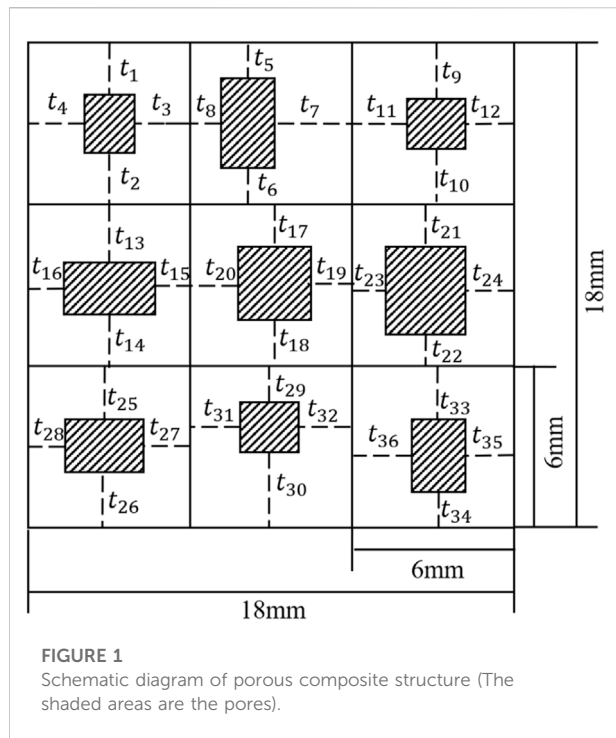 t₁
t₅
t₉
t₄ t₃ t₈ t₇ t₁₁ t₁₂
t₂
t₆
t₁₀
t₁₃ t₁₇ t₂₁
t₁₆ t₁₅ t₂₀ t₁₉ t₂₃ t₂₄
t₁₄ t₁₈ t₂₂
18mm
t₂₅ t₂₉ t₃₃
t₂₈ t₂₇ t₃₁ t₃₂ t₃₆ t₃₅
t₂₆ t₃₀ t₃₄
6mm
6mm
18mm
FIGURE 1
Schematic diagram of porous composite structure (The
shaded areas are the pores).